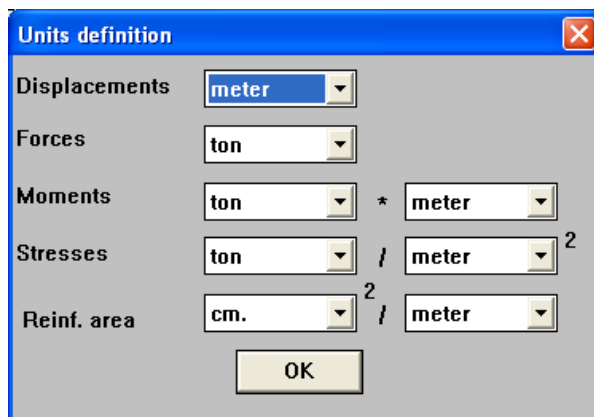 Units definition
Displacements meter
Forces ton
Moments ton * meter
Stresses ton / meter 2
Reinf. area cm. 2 / meter
OK